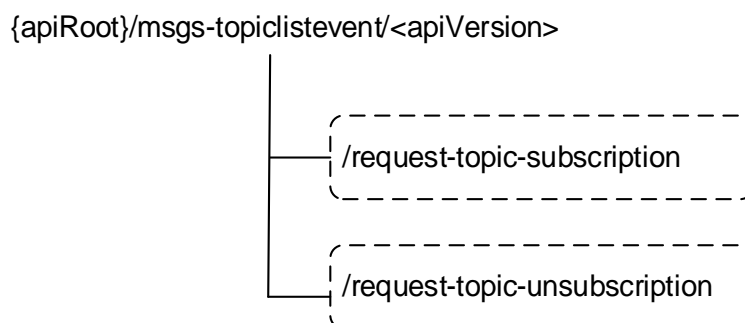 {apiRoot}/msgs-topiclistevent/<apiVersion>
/request-topic-subscription
/request-topic-unsubscription